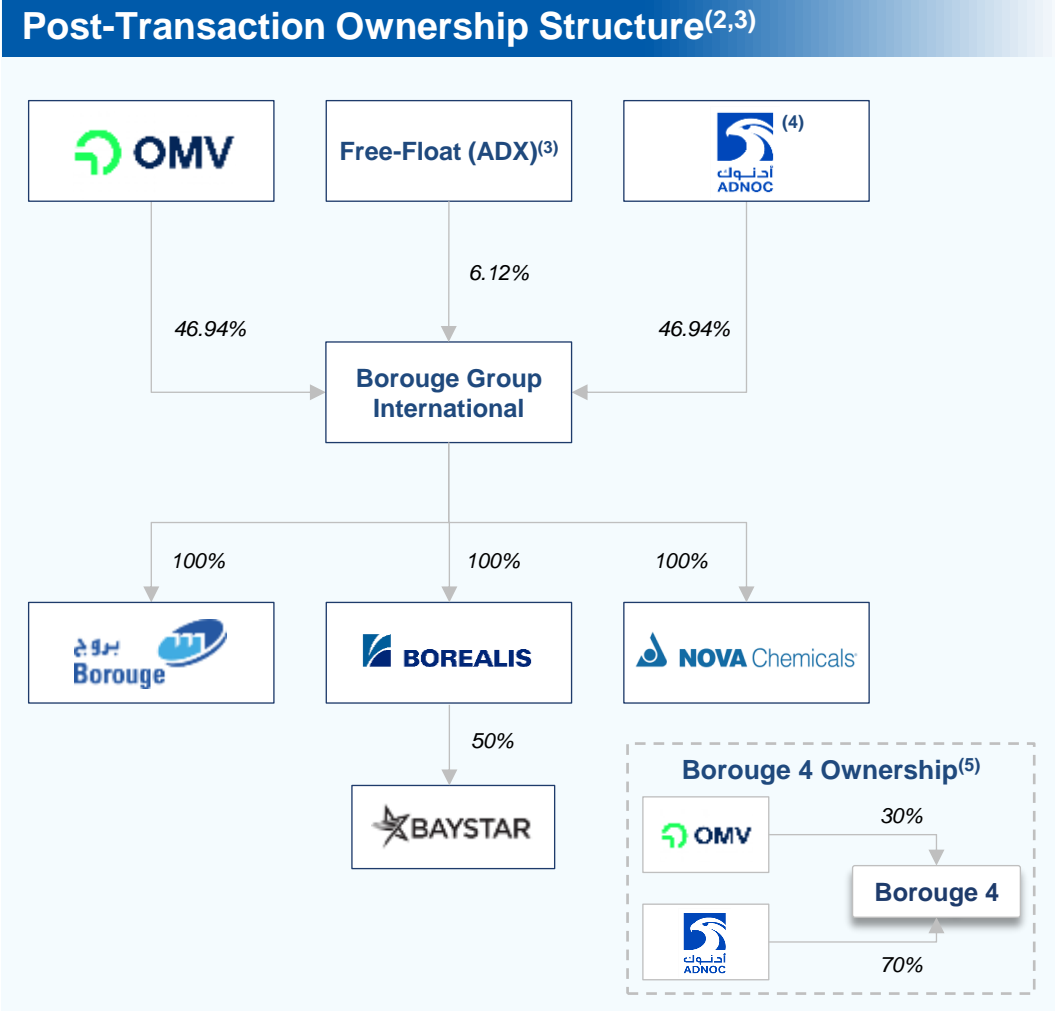 Post-Transaction Ownership Structure(2,3)
OMV
Free-Float (ADX)(3)
(4)
أدنـوك
ADNOC
6.12%
46.94%
46.94%
Borouge Group
International
100%
100%
100%
بروج
Borouge
BOREALIS
NOVA Chemicals
50%
BAYSTAR
Borouge 4 Ownership(5)
OMV
30%
Borouge 4
أدنـوك
ADNOC
70%